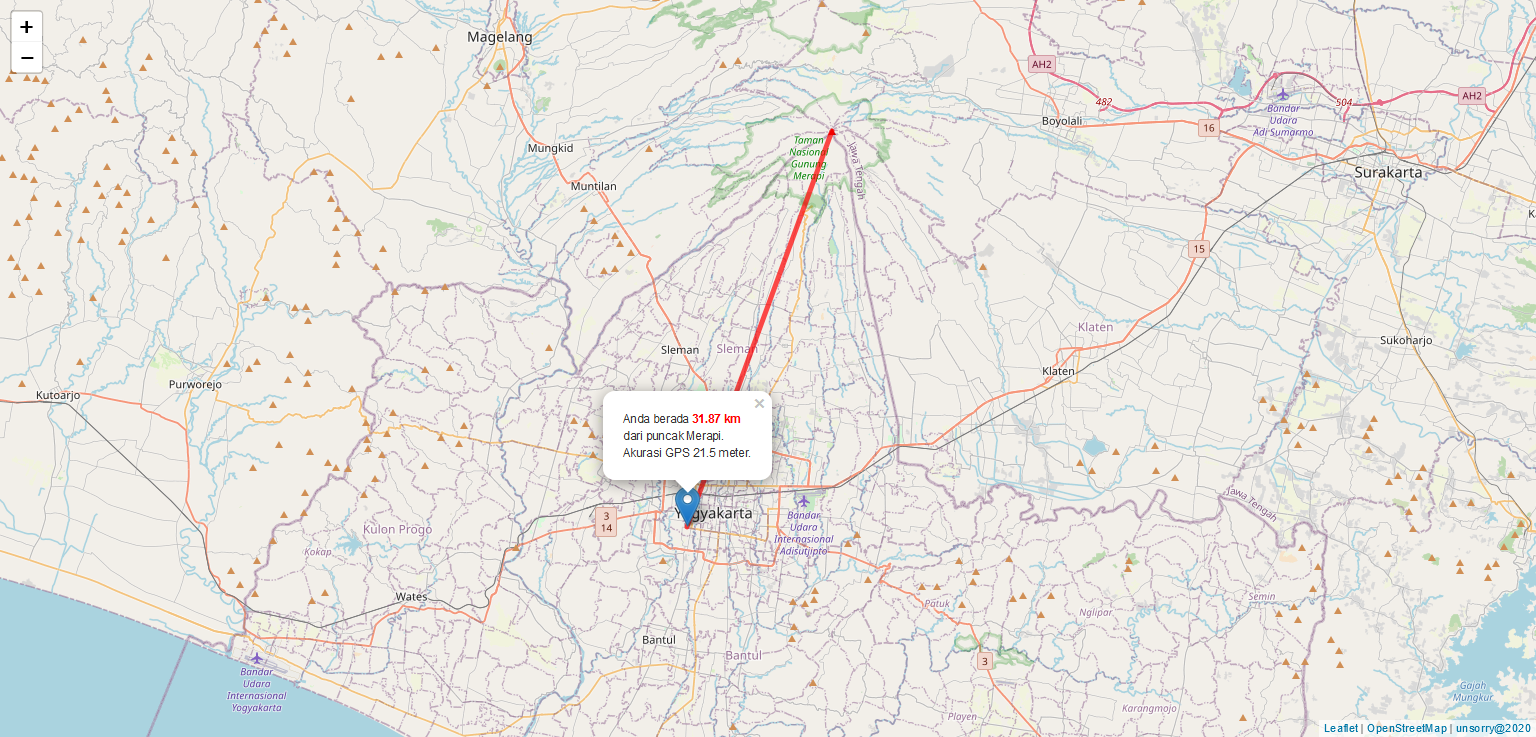 +
−
Magelang
AH2
482
504
AH2
Bandar
Udara
Adi Sumarmo
Boyolali
16
Mungkid
Taman
Nasional
Gunung
Merapi
Jawa Tengah
Surakarta
Muntilan
15
Klaten
Sukoharjo
Sleman
Sleman
Klaten
Purworejo
Kutoarjo
×
Anda berada 31.87 km
dari puncak Merapi.
Akurasi GPS 21.5 meter.
Jawa Tengah
Yogyakarta
3
14
Kulon Progo
Bandar
Udara
Internasional
Adisutjipto
Kokap
Wates
Patuk
Nglipar
Semin
Bantul
Bantul
3
Bandar
Udara
Internasional
Yogyakarta
Gajah
Mungkur
Playen
Karangmojo
Leaflet | OpenStreetMap | unsorry@2020